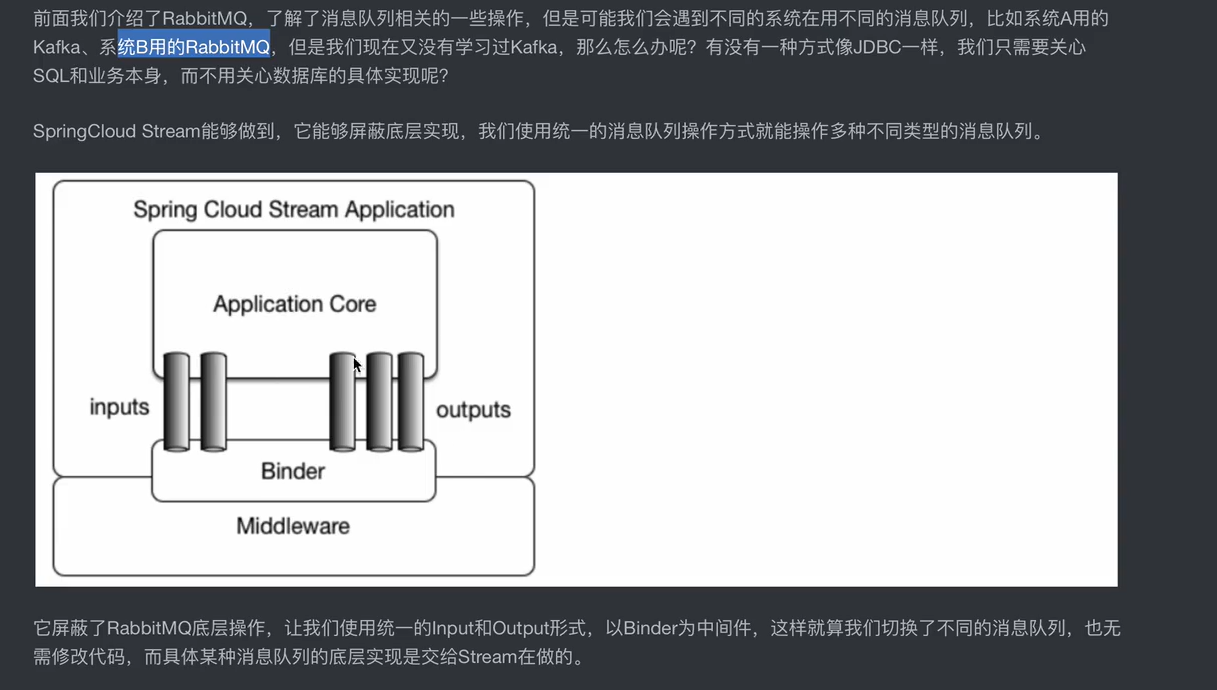 前面我们介绍了RabbitMQ，了解了消息队列相关的一些操作，但是可能我们会遇到不同的系统在用不同的消息队列，比如系统A用的
Kafka、系统B用的RabbitMQ，但是我们现在又没有学习过Kafka，那么怎么办呢？有没有一种方式像JDBC一样，我们只需要关心
SQL和业务本身，而不用关心数据库的具体实现呢？
SpringCloud Stream能够做到，它能够屏蔽底层实现，我们使用统一的消息队列操作方式就能操作多种不同类型的消息队列。
Spring Cloud Stream Application
Application Core
inputs
outputs
Binder
Middleware
它屏蔽了RabbitMQ底层操作，让我们使用统一的Input和Output形式，以Binder为中间件，这样就算我们切换了不同的消息队列，也无
需修改代码，而具体某种消息队列的底层实现是交给Stream在做的。